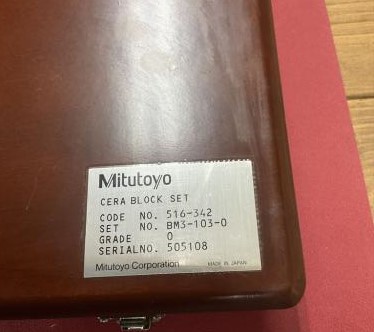 Mitutoyo
CERA BLOCK SET
CODE NO. 516-342
SET NO. BM3-103-0
GRADE 0
SERIALNO. 505108
Mitutoyo Corporation MADE IN JAPAN